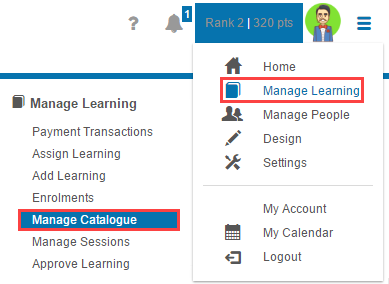 ? 1 Rank 2 | 320 pts
Home
Manage Learning
Manage People
Design
Settings
My Account
My Calendar
Logout
Manage Learning
Payment Transactions
Assign Learning
Add Learning
Enrolments
Manage Catalogue
Manage Sessions
Approve Learning